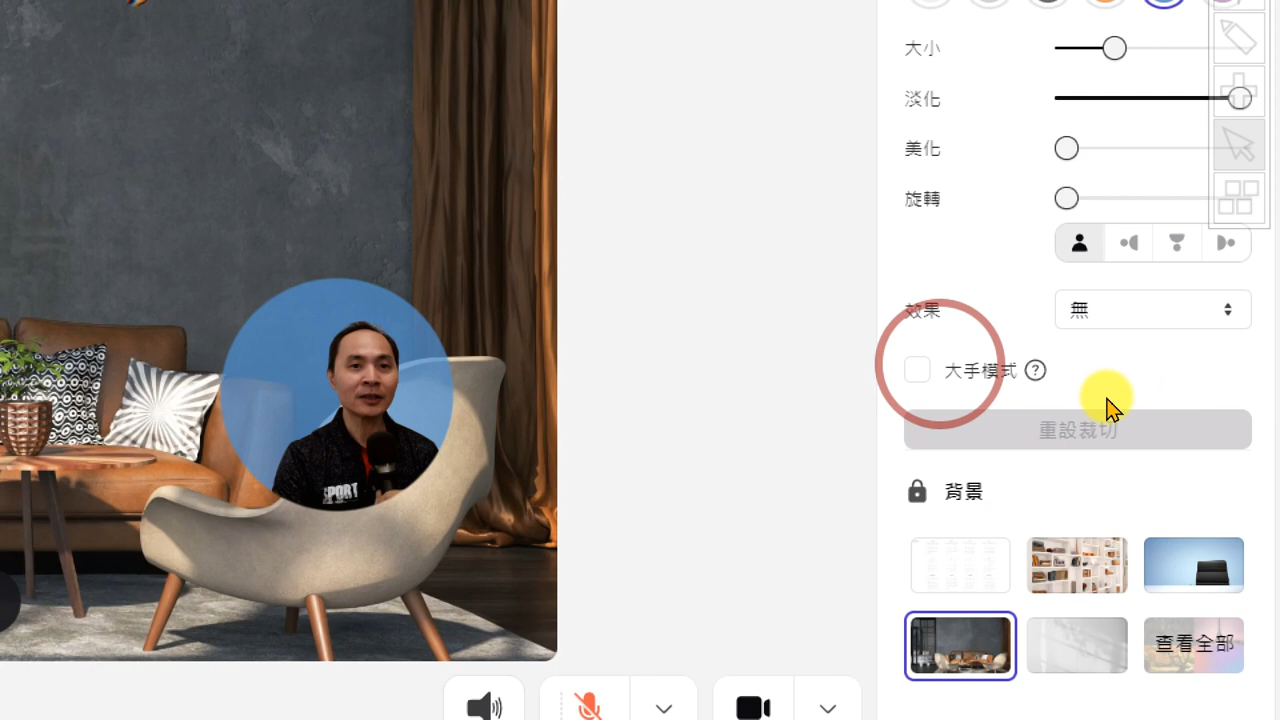 大小
淡化
美化
旋轉
效果
無
大手模式 ?
重設裁切
背景
查看全部
SPORT